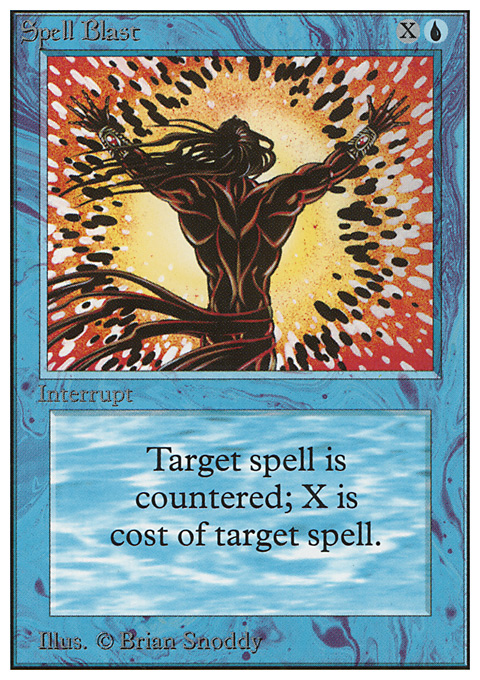 Spell Blast X
Interrupt
Target spell is
countered; X is
cost of target spell.
Illus. © Brian Snoddy